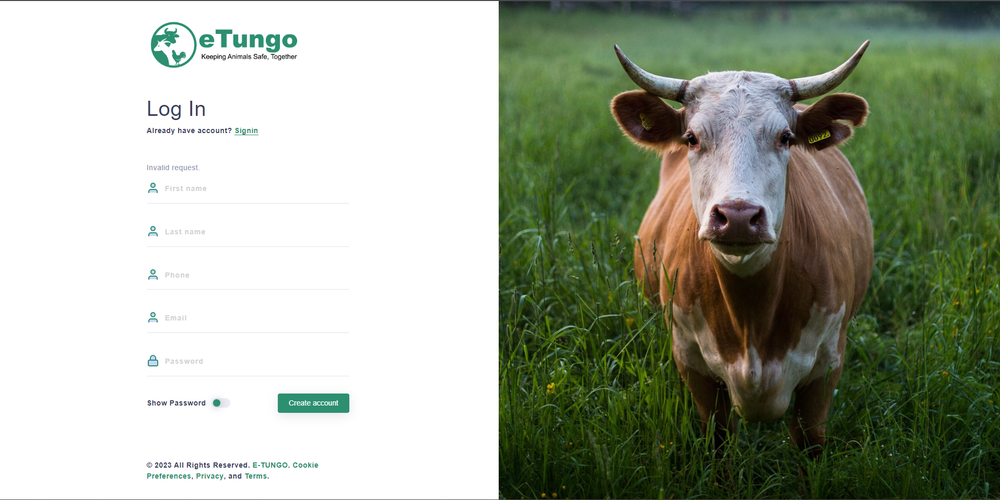 eTungo
Keeping Animals Safe, Together
Log In
Already have account? Signin
Invalid request.
First name
Last name
Phone
Email
Password
Show Password
Create account
© 2023 All Rights Reserved. E-TUNGO. Cookie
Preferences, Privacy, and Terms.
0092